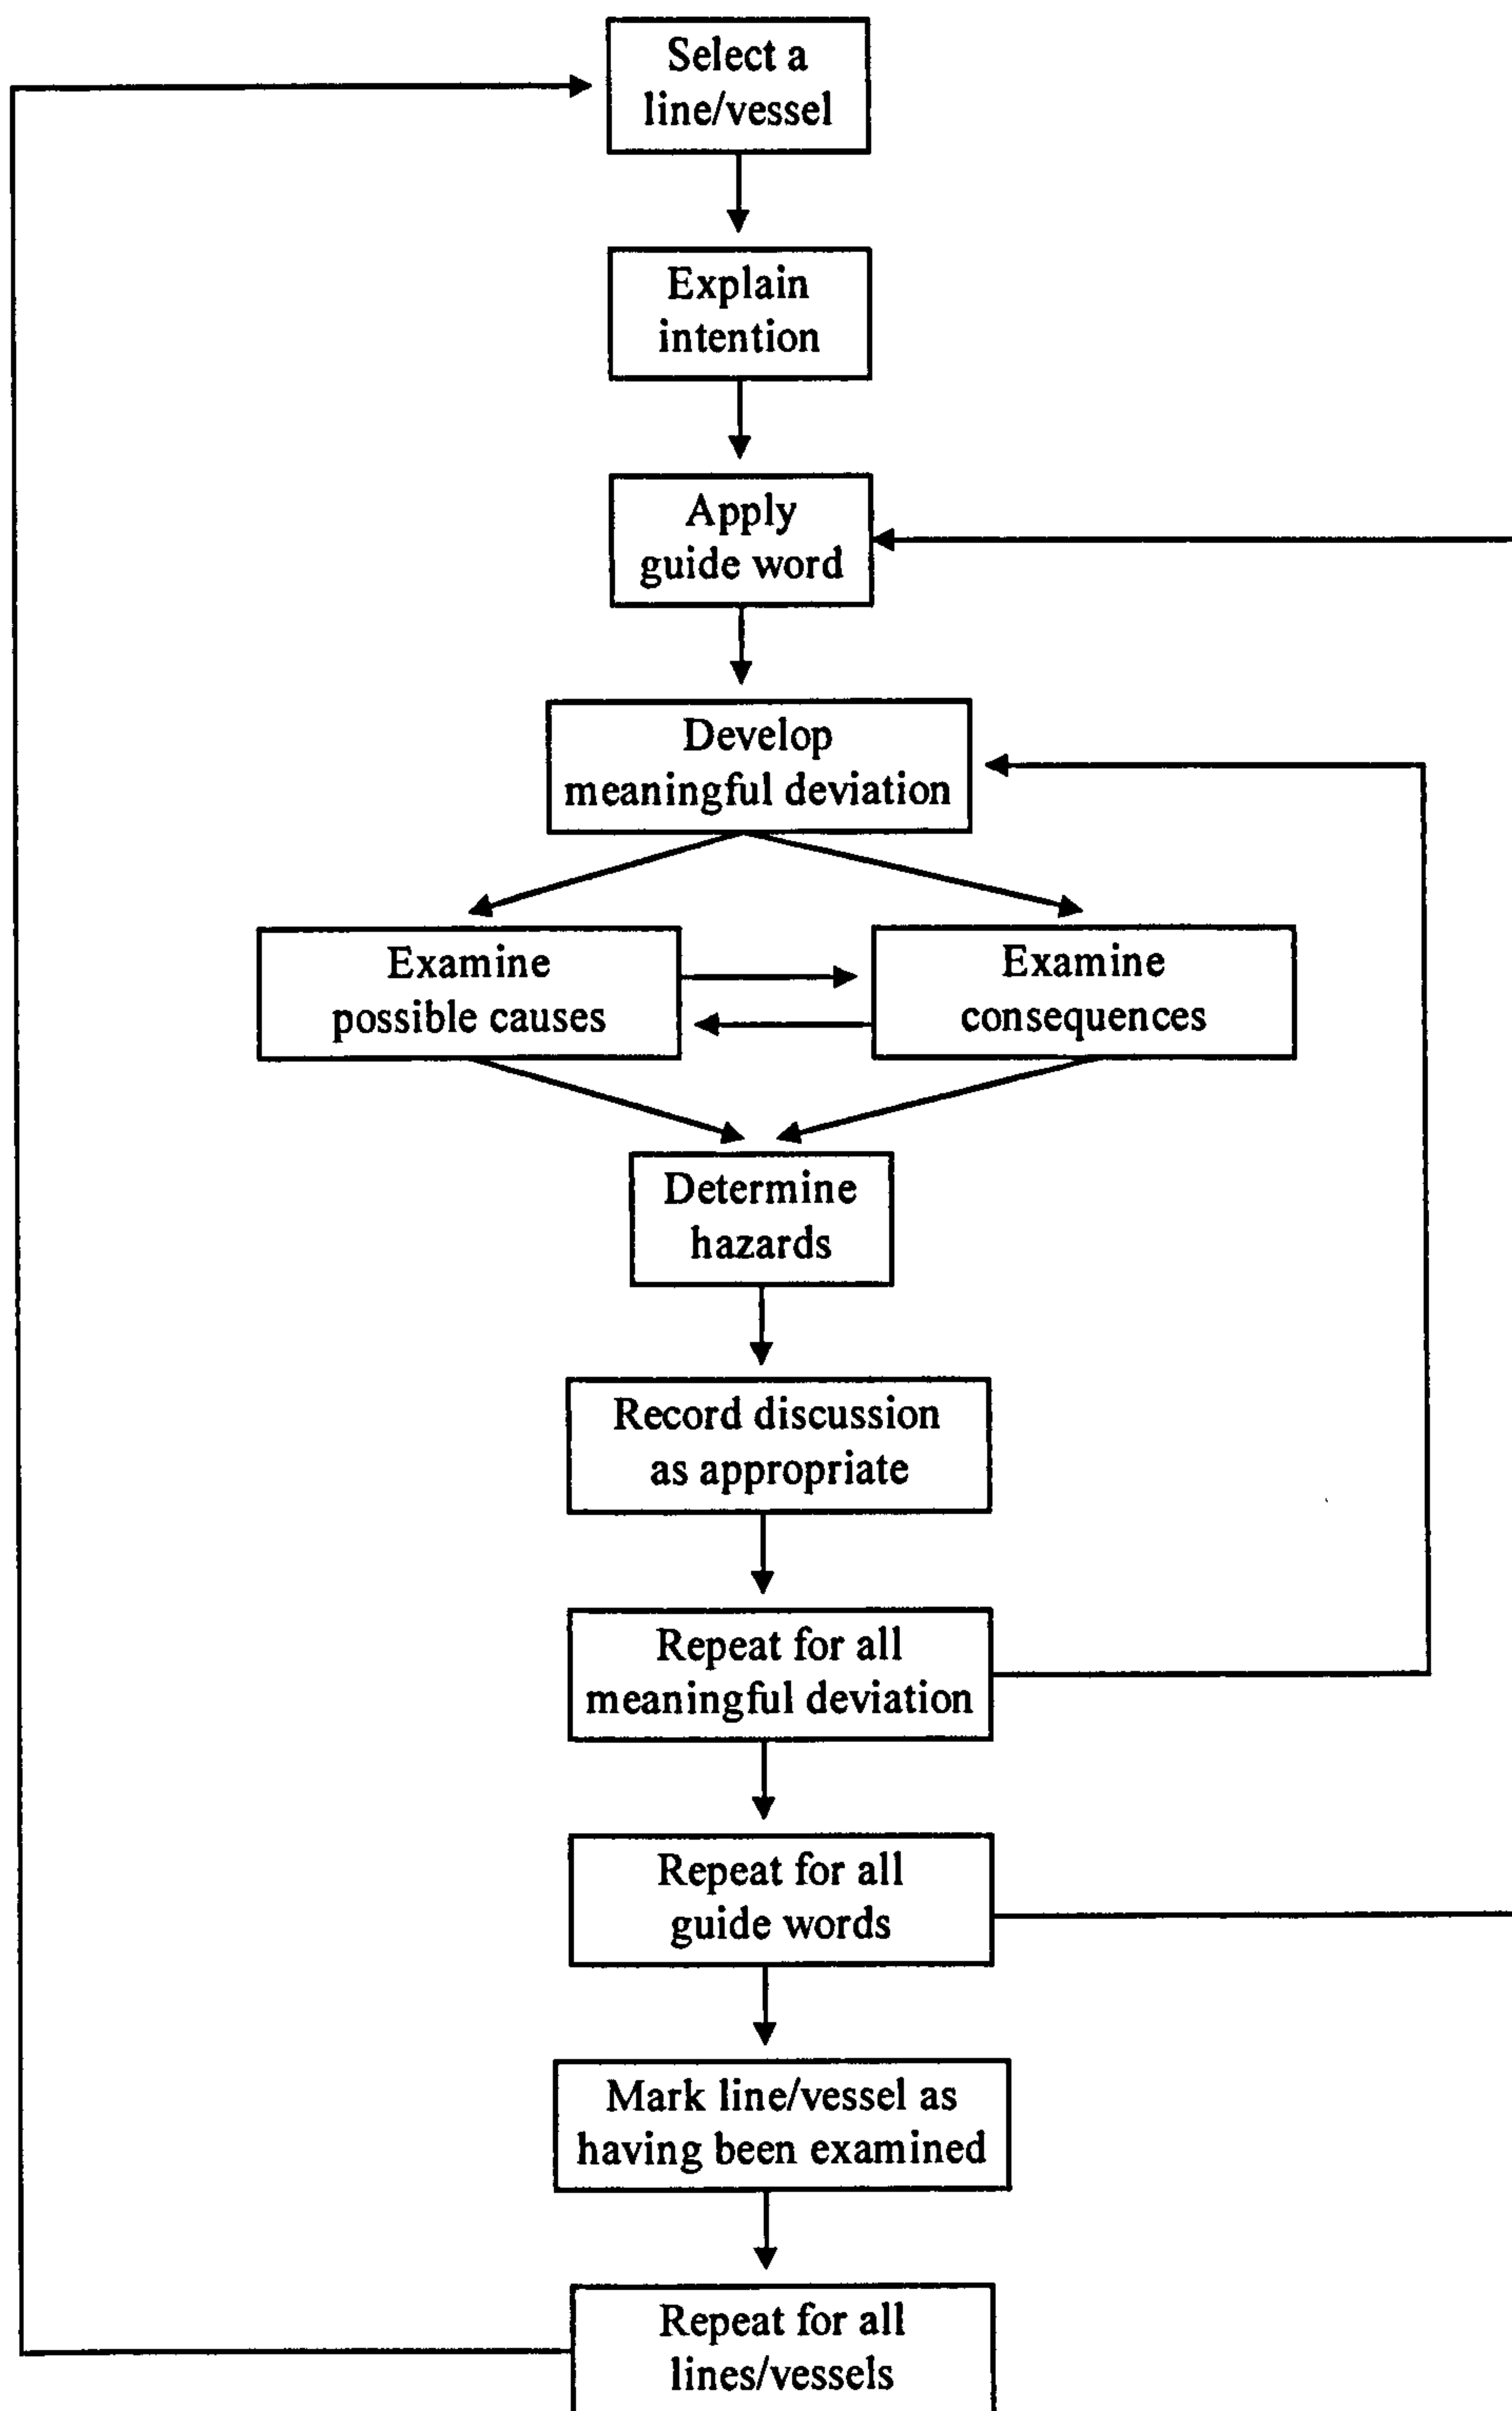 Select a
line/vessel
Explain
intention
Apply
guide word
Develop
meaningful deviation
Examine
possible causes
Examine
consequences
Determine
hazards
Record discussion
as appropriate
Repeat for all
meaningful deviation
Repeat for all
guide words
Mark line/vessel as
having been examined
Repeat for all
lines/vessels